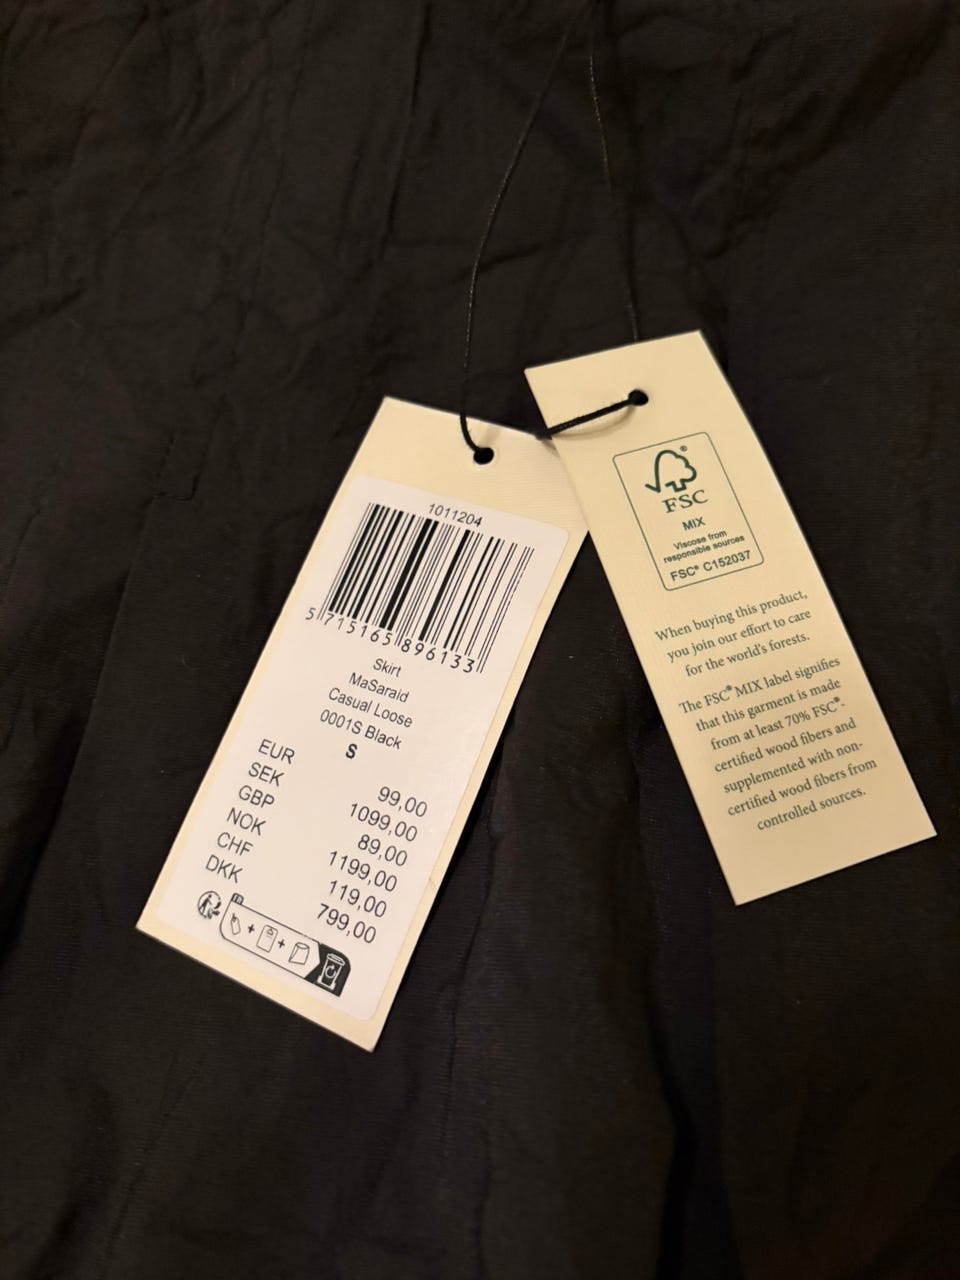 1011204
5 715165 896133
Skirt
MaSaraid
Casual Loose
0001S Black
S
EUR 99,00
SEK 1099,00
GBP 89,00
NOK 1199,00
CHF 119,00
DKK 799,00
FSC®
MIX
Viscose from
responsible sources
FSC® C152037
When buying this product,
you join our effort to care
for the world's forests.
The FSC® MIX label signifies
that this garment is made
from at least 70% FSC®-
certified wood fibers and
supplemented with non-
certified wood fibers from
controlled sources.